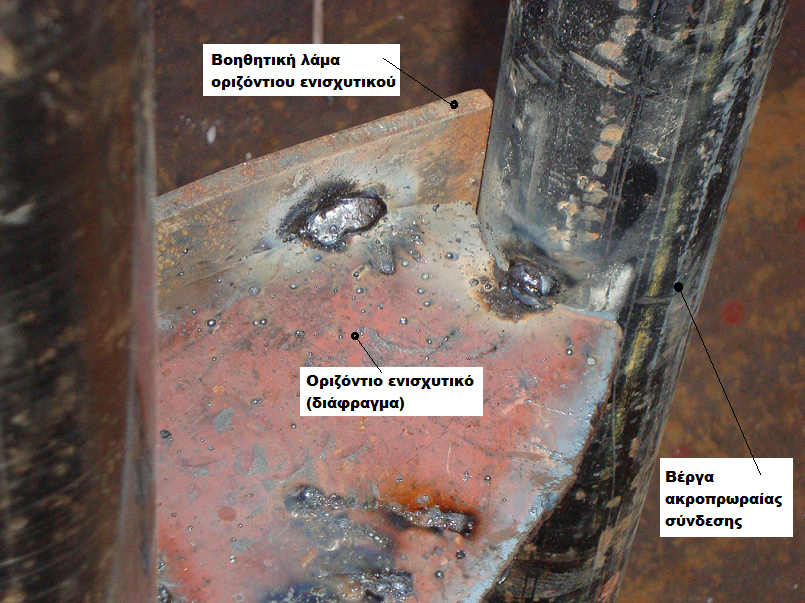 Βοηθητική λάμα
οριζόντιου ενισχυτικού
Οριζόντιο ενισχυτικό
(διάφραγμα)
Βέργα
ακροπρωραίας
σύνδεσης